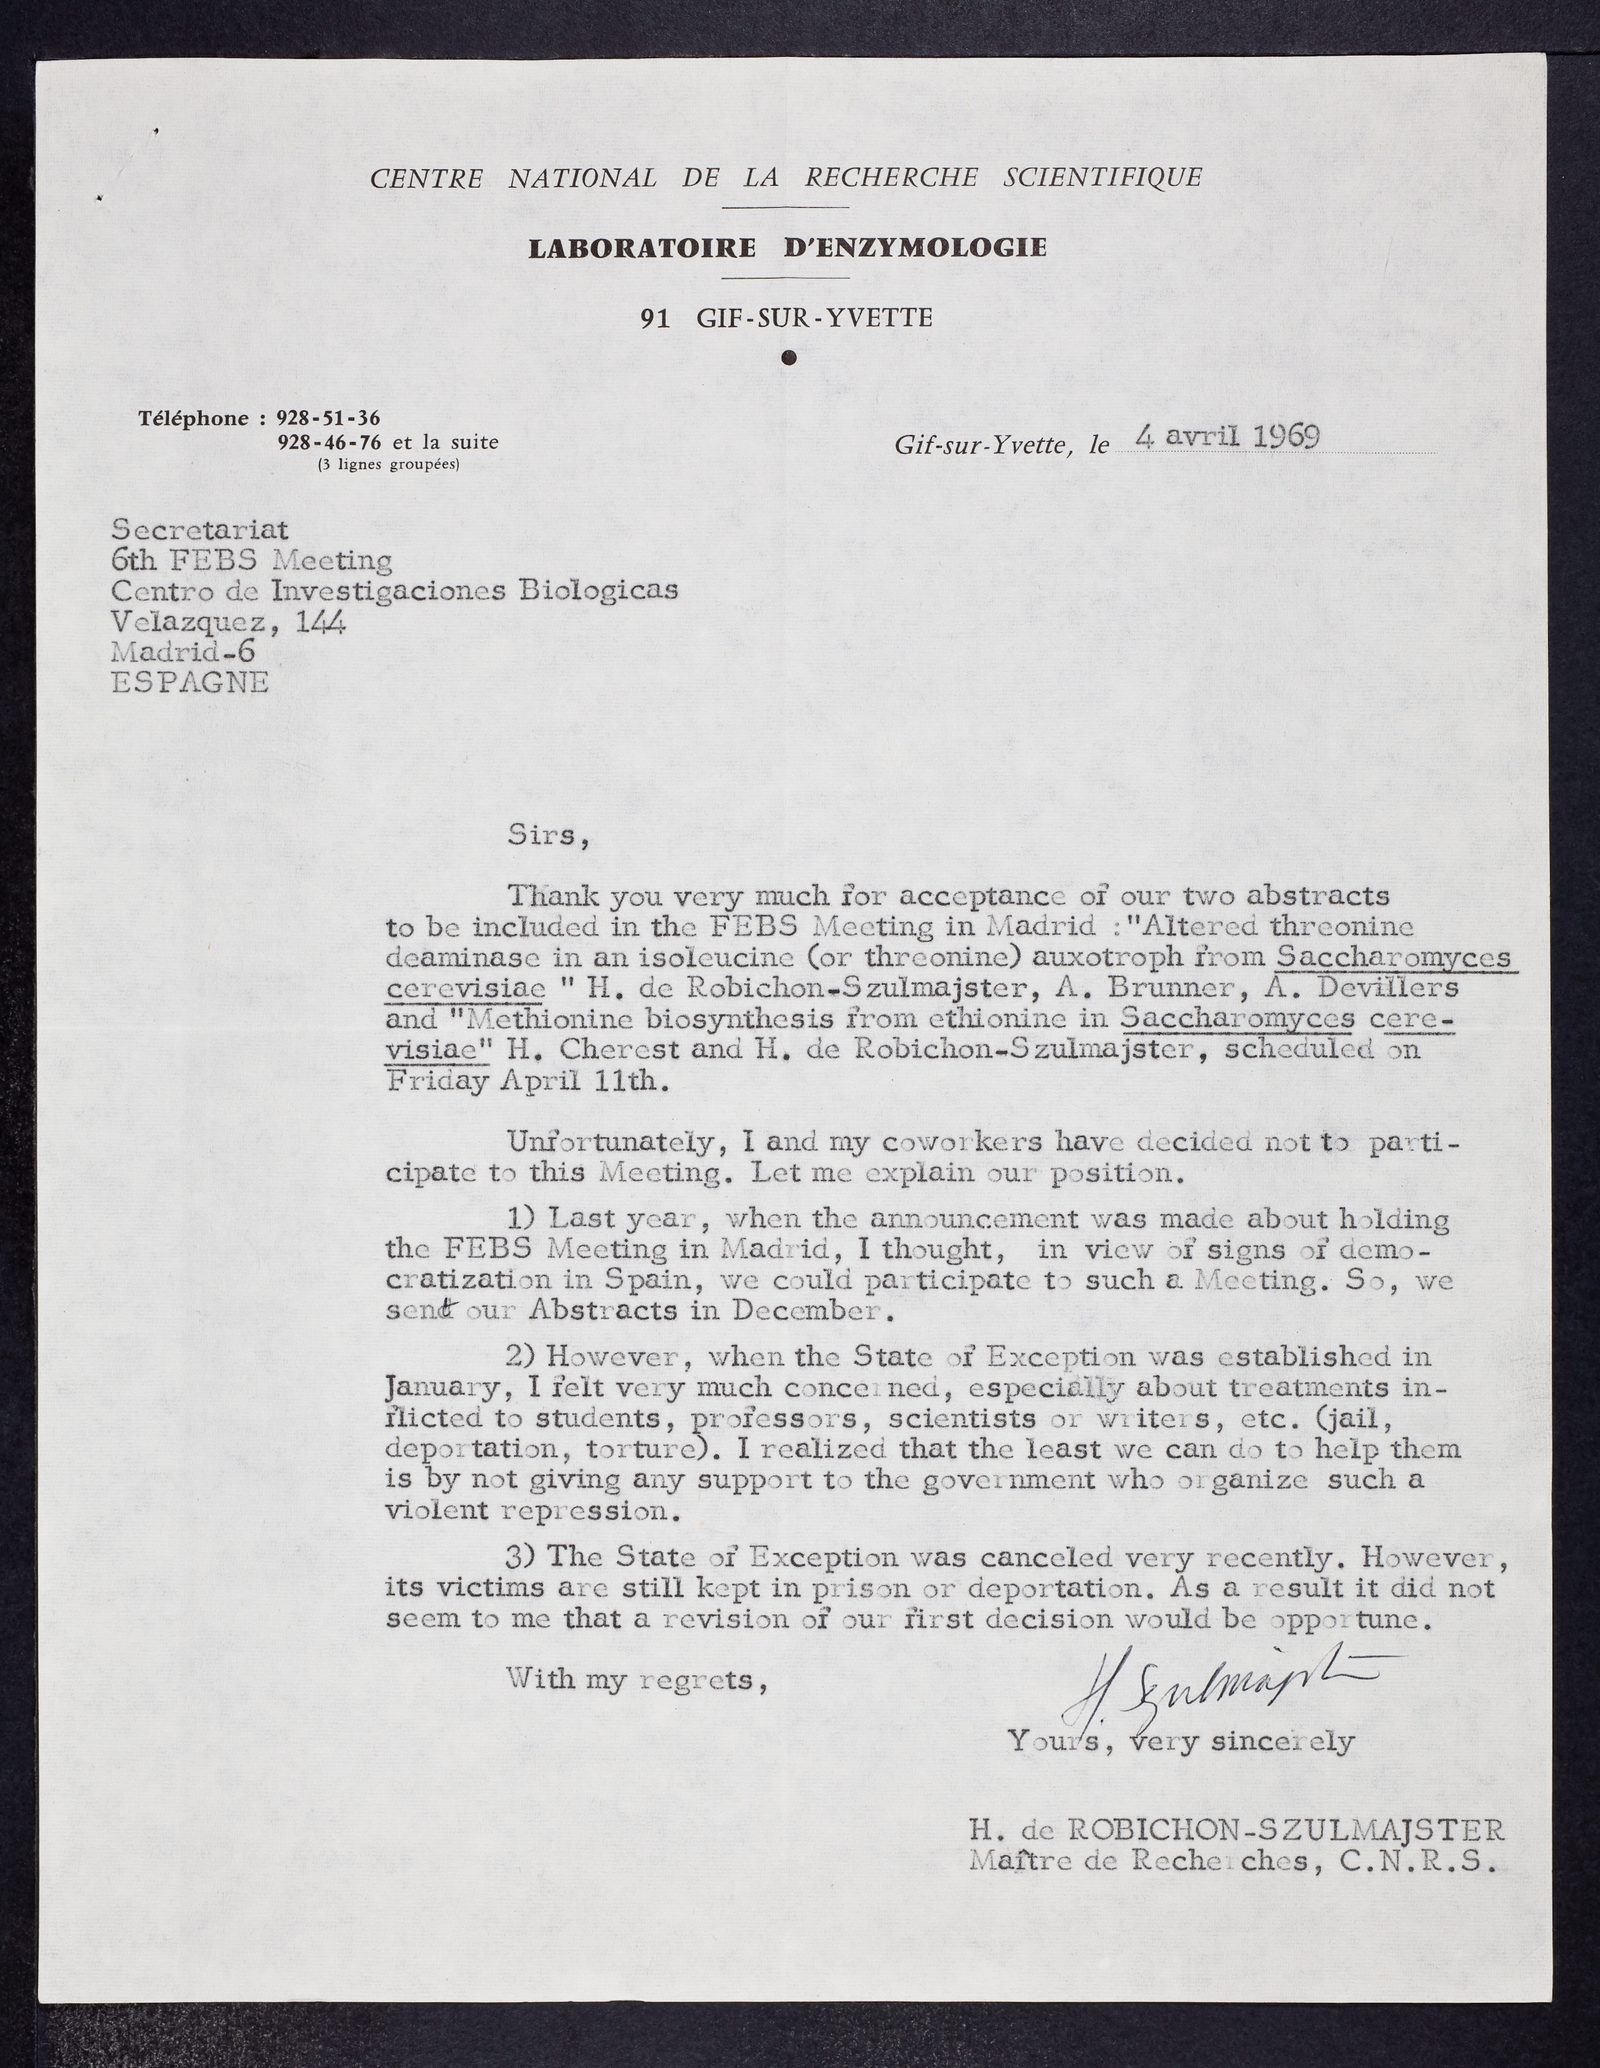 CENTRE NATIONAL DE LA RECHERCHE SCIENTIFIQUE
LABORATOIRE D'ENZYMOLOGIE
91 GIF-SUR-YVETTE
Téléphone : 928-51-36
928-46-76 et la suite
(3 lignes groupées)
Gif-sur-Yvette, le 4 avril 1969
Secretariat
6th FEBS Meeting
Centro de Investigaciones Biologicas
Velazquez, 144
Madrid-6
ESPAGNE
Sirs,
Thank you very much for acceptance of our two abstracts
to be included in the FEBS Meeting in Madrid :"Altered threonine
deaminase in an isoleucine (or threonine) auxotroph from Saccharomyces
cerevisiae " H. de Robichon-Szulmajster, A. Brunner, A. Devillers
and "Methionine biosynthesis from ethionine in Saccharomyces cere-
visiae" H. Cherest and H. de Robichon-Szulmajster, scheduled on
Friday April 11th.
Unfortunately, I and my coworkers have decided not to parti-
cipate to this Meeting. Let me explain our position.
1) Last year, when the announcement was made about holding
the FEBS Meeting in Madrid, I thought, in view of signs of demo-
cratization in Spain, we could participate to such a Meeting. So, we
sent our Abstracts in December.
2) However, when the State of Exception was established in
January, I felt very much concerned, especially about treatments in-
flicted to students, professors, scientists or writers, etc. (jail,
deportation, torture). I realized that the least we can do to help them
is by not giving any support to the government who organize such a
violent repression.
3) The State of Exception was canceled very recently. However,
its victims are still kept in prison or deportation. As a result it did not
seem to me that a revision of our first decision would be opportune.
With my regrets,
H. Szulmajster
Yours, very sincerely
H. de ROBICHON-SZULMAJSTER
Maître de Recherches, C.N.R.S.